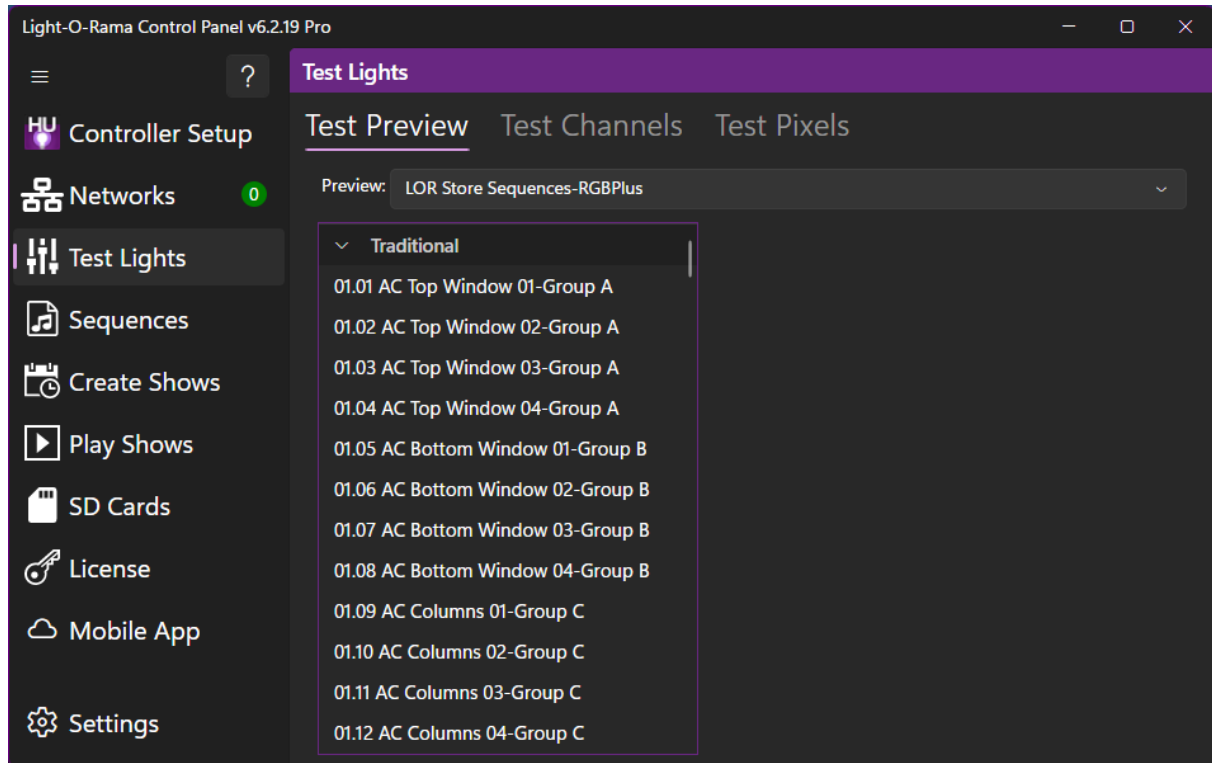 Light-O-Rama Control Panel v6.2.19 Pro
?
Test Lights
HU
Controller Setup
Networks 0
Test Lights
Sequences
Create Shows
Play Shows
SD Cards
License
Mobile App
Settings
Test Preview Test Channels Test Pixels
Preview: LOR Store Sequences-RGBPlus
Traditional
01.01 AC Top Window 01-Group A
01.02 AC Top Window 02-Group A
01.03 AC Top Window 03-Group A
01.04 AC Top Window 04-Group A
01.05 AC Bottom Window 01-Group B
01.06 AC Bottom Window 02-Group B
01.07 AC Bottom Window 03-Group B
01.08 AC Bottom Window 04-Group B
01.09 AC Columns 01-Group C
01.10 AC Columns 02-Group C
01.11 AC Columns 03-Group C
01.12 AC Columns 04-Group C